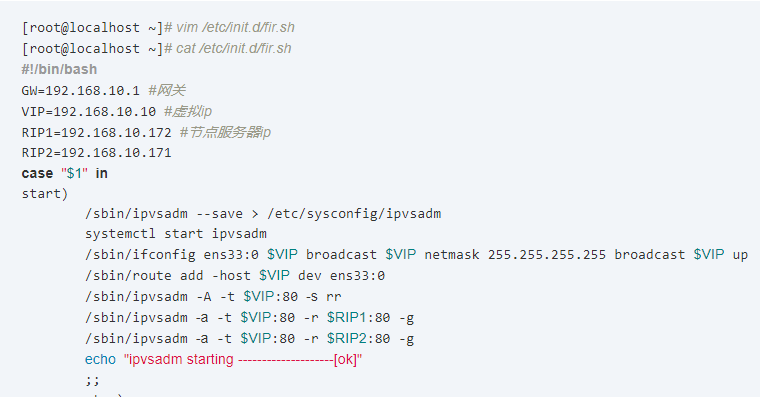 [root@localhost ~]# vim /etc/init.d/fir.sh
[root@localhost ~]# cat /etc/init.d/fir.sh
#!/bin/bash
GW=192.168.10.1 #网关
VIP=192.168.10.10 #虚拟ip
RIP1=192.168.10.172 #节点服务器ip
RIP2=192.168.10.171
case "$1" in
start)
        /sbin/ipvsadm --save > /etc/sysconfig/ipvsadm
        systemctl start ipvsadm
        /sbin/ifconfig ens33:0 $VIP broadcast $VIP netmask 255.255.255.255 broadcast $VIP up
        /sbin/route add -host $VIP dev ens33:0
        /sbin/ipvsadm -A -t $VIP:80 -s rr
        /sbin/ipvsadm -a -t $VIP:80 -r $RIP1:80 -g
        /sbin/ipvsadm -a -t $VIP:80 -r $RIP2:80 -g
        echo "ipvsadm starting --------------------[ok]"
        ;;